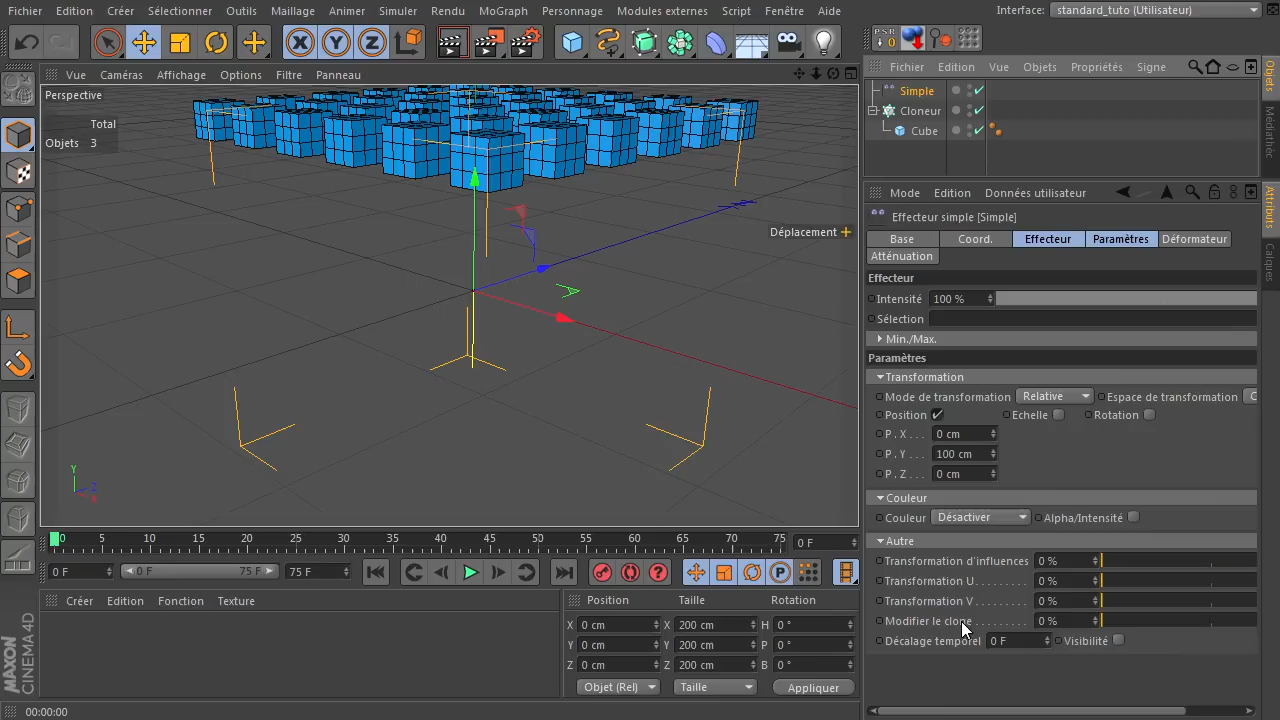 Fichier Edition Créer Sélectionner Outils Maillage Animer Simuler Rendu MoGraph Personnage Modules externes Script Fenêtre Aide Interface: standard_tuto (Utilisateur)
X Y Z PSR 0
Vue Caméras Affichage Options Filtre Panneau
Perspective
Total
Objets 3
Déplacement
Y
Z
X
Fichier Edition Vue Objets Propriétés Signe
Simple
Cloneur
Cube
Objets
Médiathèc
Attributs
Calques
Mode Edition Données utilisateur
Effecteur simple [Simple]
Base Coord. Effecteur Paramètres Déformateur
Atténuation
Effecteur
Intensité 100 %
Sélection
Min./Max.
Paramètres
Transformation
Mode de transformation Relative Espace de transformation
Position Echelle Rotation
P . X . . . 0 cm
P . Y . . . 100 cm
P . Z . . . 0 cm
Couleur
Couleur Désactiver Alpha/Intensité
Autre
Transformation d'influences 0 %
Transformation U. . . . . . . . . 0 %
Transformation V. . . . . . . . . 0 %
Modifier le clone . . . . . . . . . 0 %
Décalage temporel 0 F Visibilité
0 5 10 15 20 25 30 35 40 45 50 55 60 65 70 75 0 F
0 F 0 F 75 F 75 F
P
Créer Edition Fonction Texture
Position Taille Rotation
X 0 cm X 200 cm H 0 °
Y 0 cm Y 200 cm P 0 °
Z 0 cm Z 200 cm B 0 °
Objet (Rel) Taille Appliquer
MAXON
CINEMA 4D
00:00:00